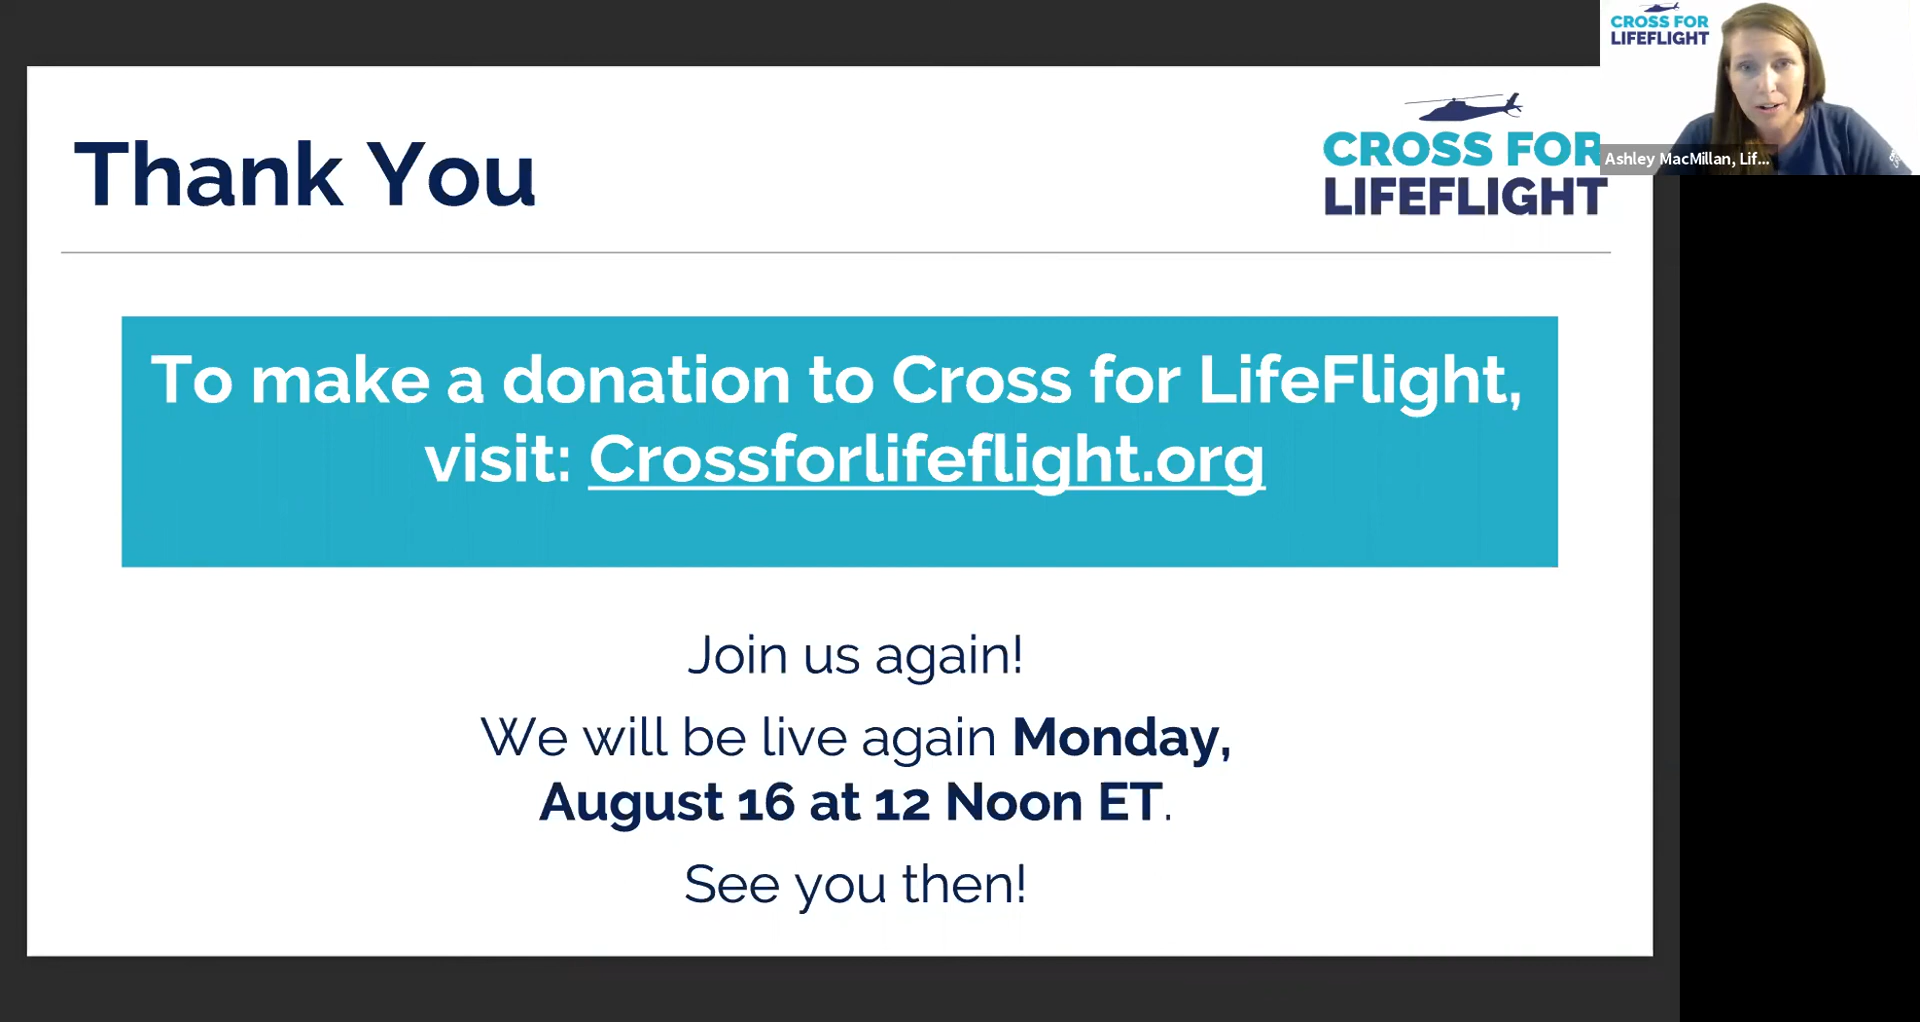 CROSS FOR
LIFEFLIGHT
Thank You
CROSS FOR
LIFEFLIGHT
Ashley MacMillan, Lif...
To make a donation to Cross for LifeFlight,
visit: Crossforlifeflight.org
Join us again!
We will be live again Monday,
August 16 at 12 Noon ET.
See you then!